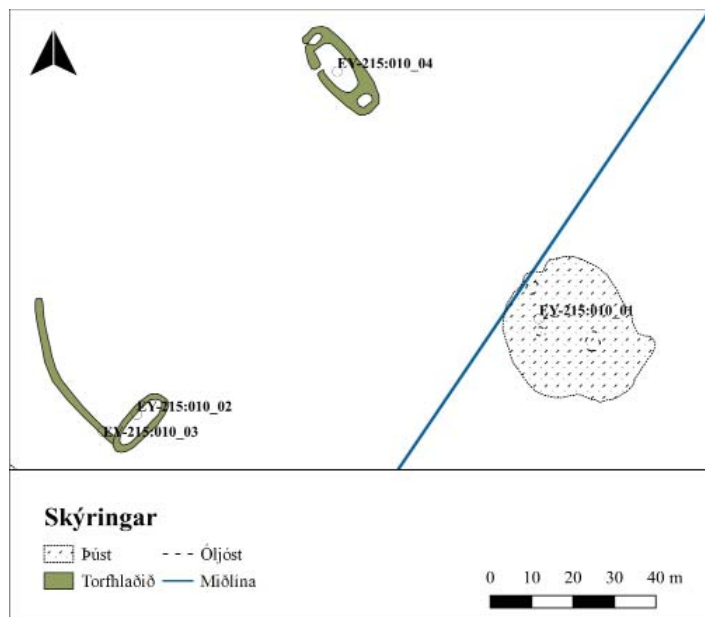 EY-215:010_04
EY-215:010_01
EY-215:010_02
EY-215:010_03
Skýringar
Þúst
Óljóst
Torfhlaðið
Miðlína
0 10 20 30 40 m